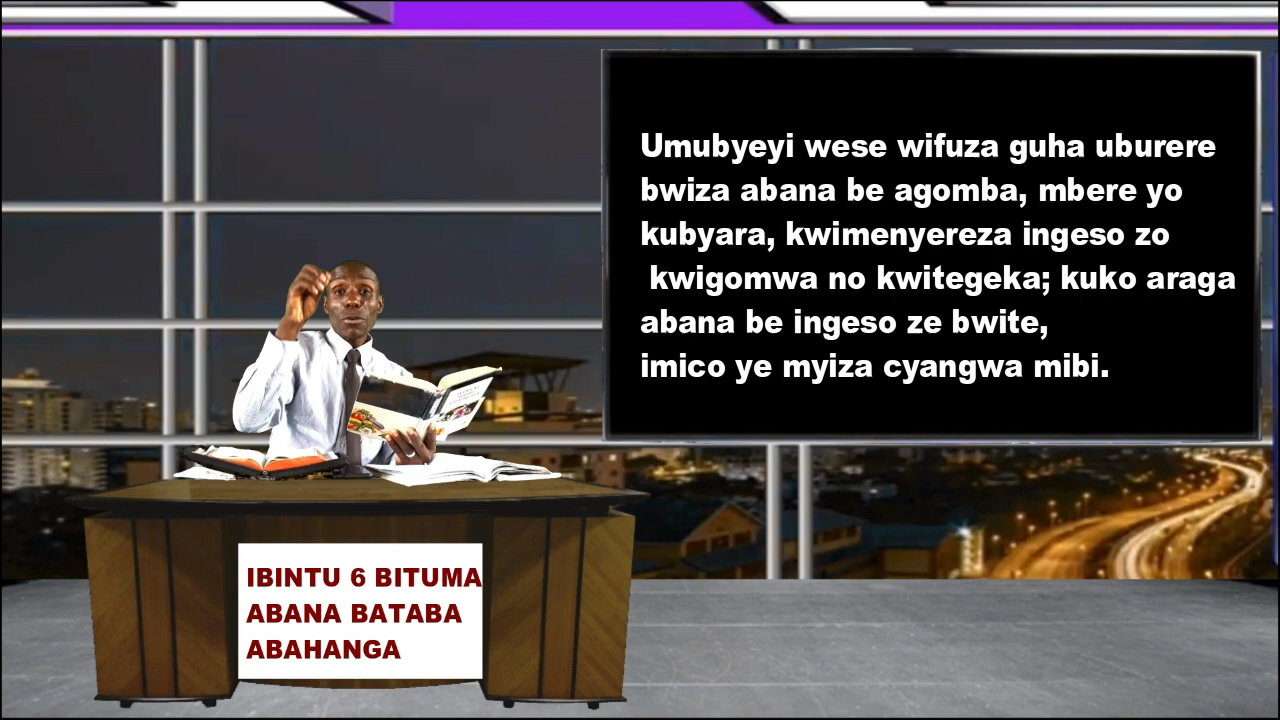 Umubyeyi wese wifuza guha uburere
bwiza abana be agomba, mbere yo
kubyara, kwimenyereza ingeso zo
kwigomwa no kwitegeka; kuko araga
abana be ingeso ze bwite,
imico ye myiza cyangwa mibi.
IBINTU 6 BITUMA
ABANA BATABA
ABAHANGA